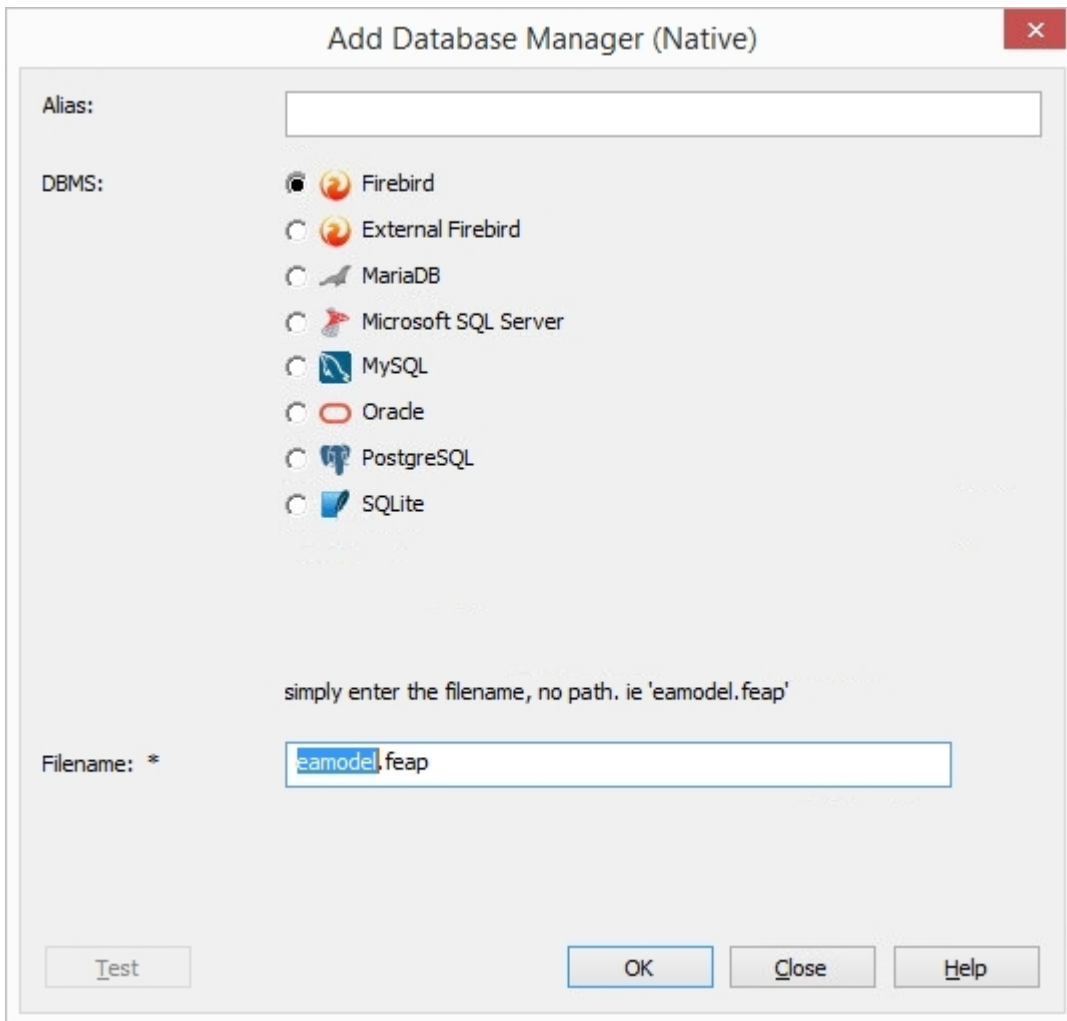 Add Database Manager (Native)
Alias:
DBMS:
Firebird
External Firebird
MariaDB
Microsoft SQL Server
MySQL
Oracle
PostgreSQL
SQLite
simply enter the filename, no path. ie 'eamodel.feap'
Filename: * eamodel.feap
Test OK Close Help